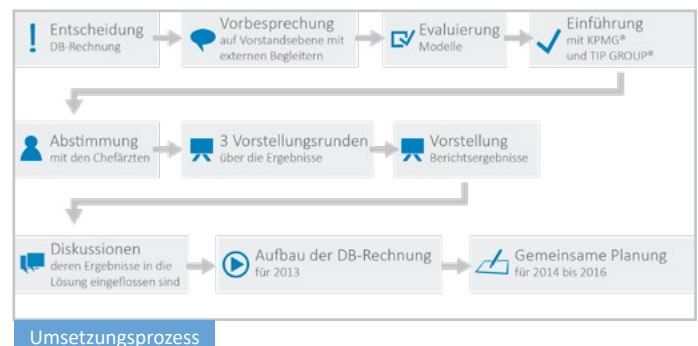 Entscheidung
DB-Rechnung
Vorbesprechung
auf Vorstandsebene mit
externen Begleitern
Evaluierung
Modelle
Einführung
mit KPMG®
und TIP GROUP®
Abstimmung
mit den Chefärzten
3 Vorstellungsrunden
über die Ergebnisse
Vorstellung
Berichtsergebnisse
Diskussionen
deren Ergebnisse in die
Lösung eingeflossen sind
Aufbau der DB-Rechnung
für 2013
Gemeinsame Planung
für 2014 bis 2016
Umsetzungsprozess